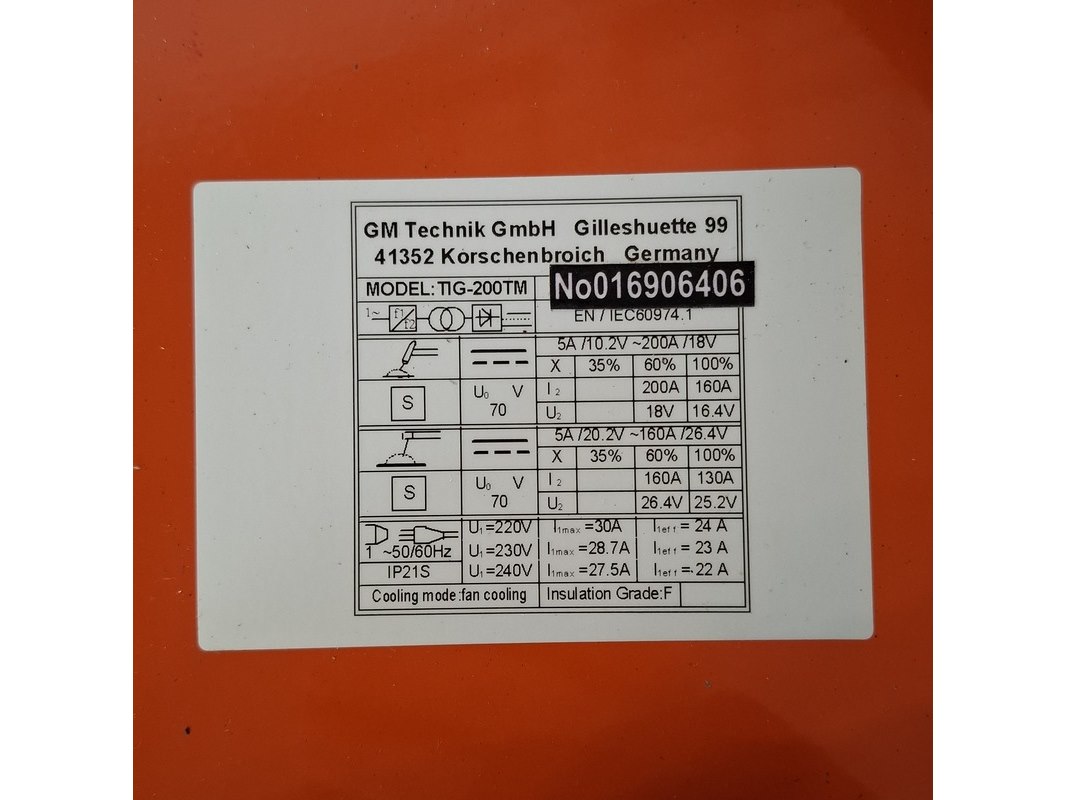 GM Technik GmbH Gilleshuette 99
41352 Korschenbroich Germany
MODEL: TIG-200TM
No016906406
1~ f1 f2
EN / IEC60974.1
5A /10.2V ~200A /18V
X 35% 60% 100%
S U₀ V 70
I₂ 200A 160A
U₂ 18V 16.4V
5A /20.2V ~160A /26.4V
X 35% 60% 100%
S U₀ V 70
I₂ 160A 130A
U₂ 26.4V 25.2V
U₁=220V I1max =30A I1eff = 24 A
1 ~50/60Hz U₁=230V I1max =28.7A I1eff = 23 A
IP21S U₁=240V I1max =27.5A I1eff = 22 A
Cooling mode:fan cooling Insulation Grade:F